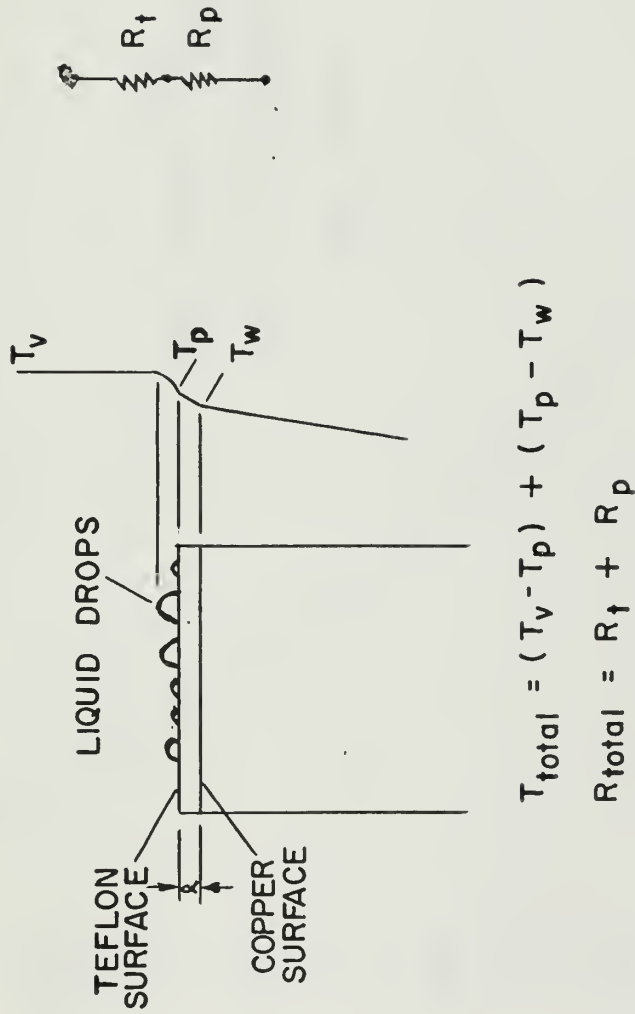 LIQUID DROPS
TEFLON
SURFACE
α
COPPER
SURFACE
T_v
T_p
T_w
R_t
R_p
T_total = (T_v - T_p) + (T_p - T_w)
R_total = R_t + R_p